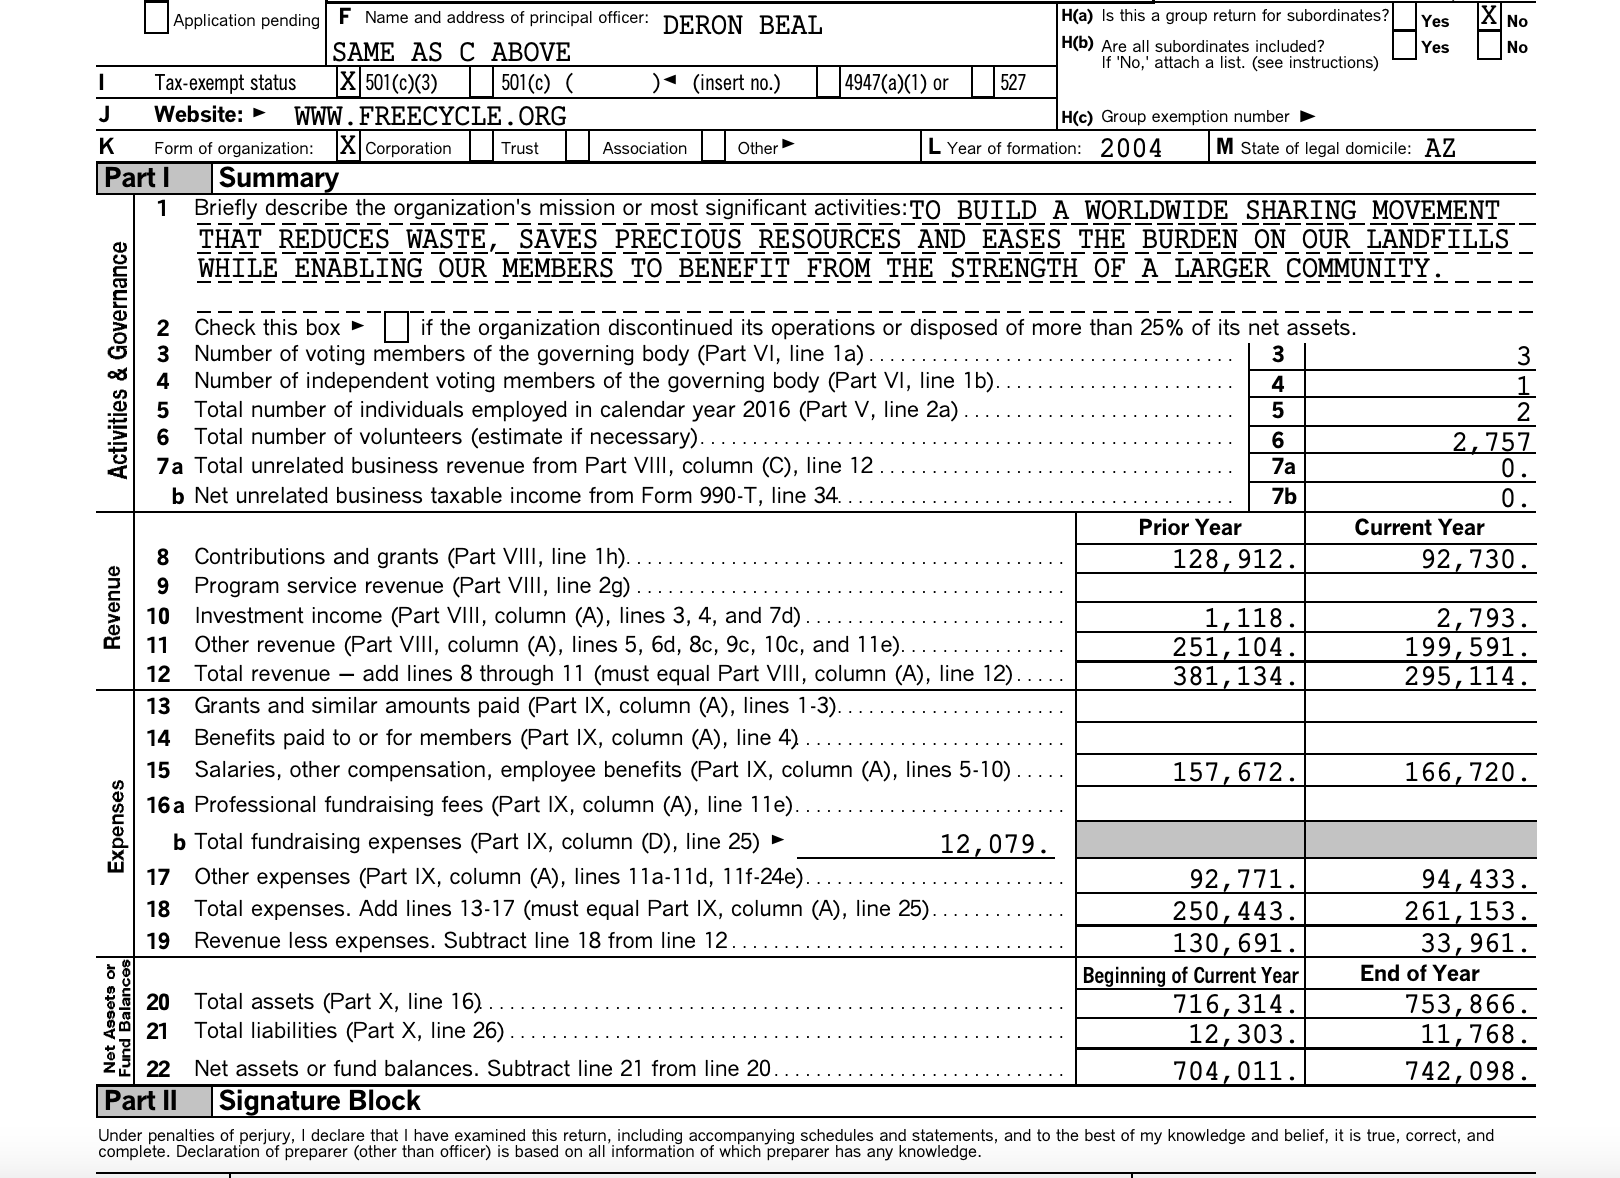 Application pending
F Name and address of principal officer: DERON BEAL
SAME AS C ABOVE
H(a) Is this a group return for subordinates? Yes X No
H(b) Are all subordinates included? Yes No
If 'No,' attach a list. (see instructions)
I Tax-exempt status X 501(c)(3) 501(c) ( )◄ (insert no.) 4947(a)(1) or 527
J Website: ► WWW.FREECYCLE.ORG
H(c) Group exemption number ►
K Form of organization: X Corporation Trust Association Other► L Year of formation: 2004 M State of legal domicile: AZ
Part I Summary
Activities & Governance
1 Briefly describe the organization's mission or most significant activities: TO BUILD A WORLDWIDE SHARING MOVEMENT
THAT REDUCES WASTE, SAVES PRECIOUS RESOURCES AND EASES THE BURDEN ON OUR LANDFILLS
WHILE ENABLING OUR MEMBERS TO BENEFIT FROM THE STRENGTH OF A LARGER COMMUNITY.
2 Check this box ► if the organization discontinued its operations or disposed of more than 25% of its net assets.
3 Number of voting members of the governing body (Part VI, line 1a) 3 3
4 Number of independent voting members of the governing body (Part VI, line 1b) 4 1
5 Total number of individuals employed in calendar year 2016 (Part V, line 2a) 5 2
6 Total number of volunteers (estimate if necessary) 6 2,757
7a Total unrelated business revenue from Part VIII, column (C), line 12 7a 0.
b Net unrelated business taxable income from Form 990-T, line 34 7b 0.
Prior Year Current Year
Revenue
8 Contributions and grants (Part VIII, line 1h) 128,912. 92,730.
9 Program service revenue (Part VIII, line 2g)
10 Investment income (Part VIII, column (A), lines 3, 4, and 7d) 1,118. 2,793.
11 Other revenue (Part VIII, column (A), lines 5, 6d, 8c, 9c, 10c, and 11e) 251,104. 199,591.
12 Total revenue — add lines 8 through 11 (must equal Part VIII, column (A), line 12) 381,134. 295,114.
Expenses
13 Grants and similar amounts paid (Part IX, column (A), lines 1-3)
14 Benefits paid to or for members (Part IX, column (A), line 4)
15 Salaries, other compensation, employee benefits (Part IX, column (A), lines 5-10) 157,672. 166,720.
16a Professional fundraising fees (Part IX, column (A), line 11e)
b Total fundraising expenses (Part IX, column (D), line 25) ► 12,079.
17 Other expenses (Part IX, column (A), lines 11a-11d, 11f-24e) 92,771. 94,433.
18 Total expenses. Add lines 13-17 (must equal Part IX, column (A), line 25) 250,443. 261,153.
19 Revenue less expenses. Subtract line 18 from line 12 130,691. 33,961.
Net Assets or Fund Balances
Beginning of Current Year End of Year
20 Total assets (Part X, line 16) 716,314. 753,866.
21 Total liabilities (Part X, line 26) 12,303. 11,768.
22 Net assets or fund balances. Subtract line 21 from line 20 704,011. 742,098.
Part II Signature Block
Under penalties of perjury, I declare that I have examined this return, including accompanying schedules and statements, and to the best of my knowledge and belief, it is true, correct, and
complete. Declaration of preparer (other than officer) is based on all information of which preparer has any knowledge.